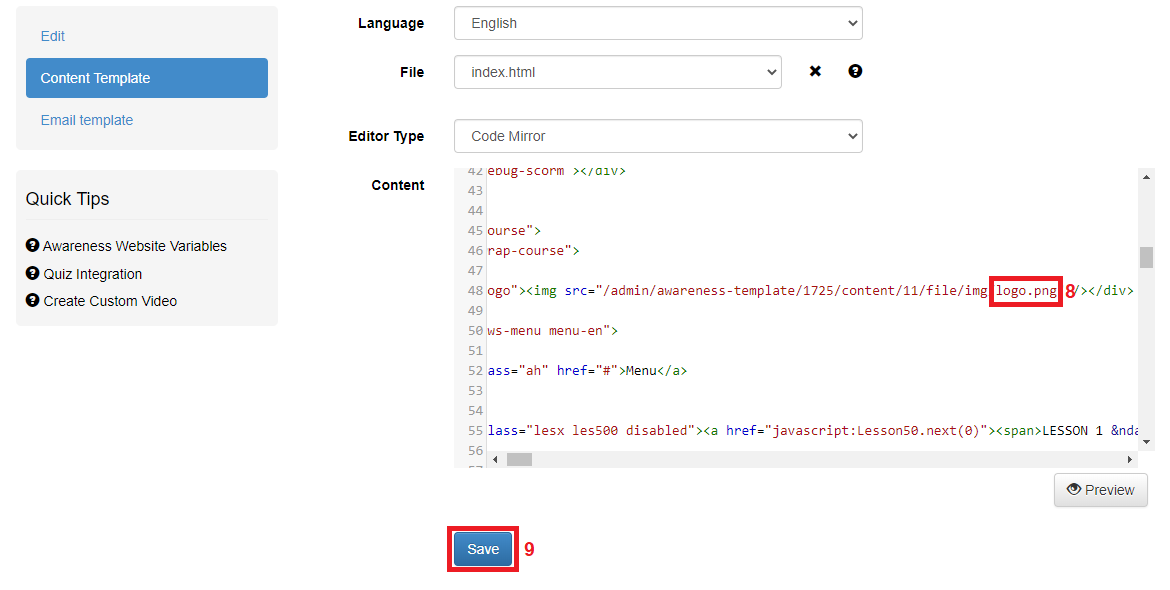 Edit
Content Template
Email template
Quick Tips
Awareness Website Variables
Quiz Integration
Create Custom Video
Language English
File index.html
Editor Type Code Mirror
Content
42 ebug-scorm ></div>
43
44
45 ourse">
46 rap-course">
47
48 ogo"><img src="/admin/awareness-template/1725/content/11/file/img logo.png 8 /></div>
49
50 ws-menu menu-en">
51
52 ass="ah" href="#">Menu</a>
53
54
55 lass="lesx les500 disabled"><a href="javascript:Lesson50.next(0)"><span>LESSON 1 &nda
56
57
Preview
Save 9